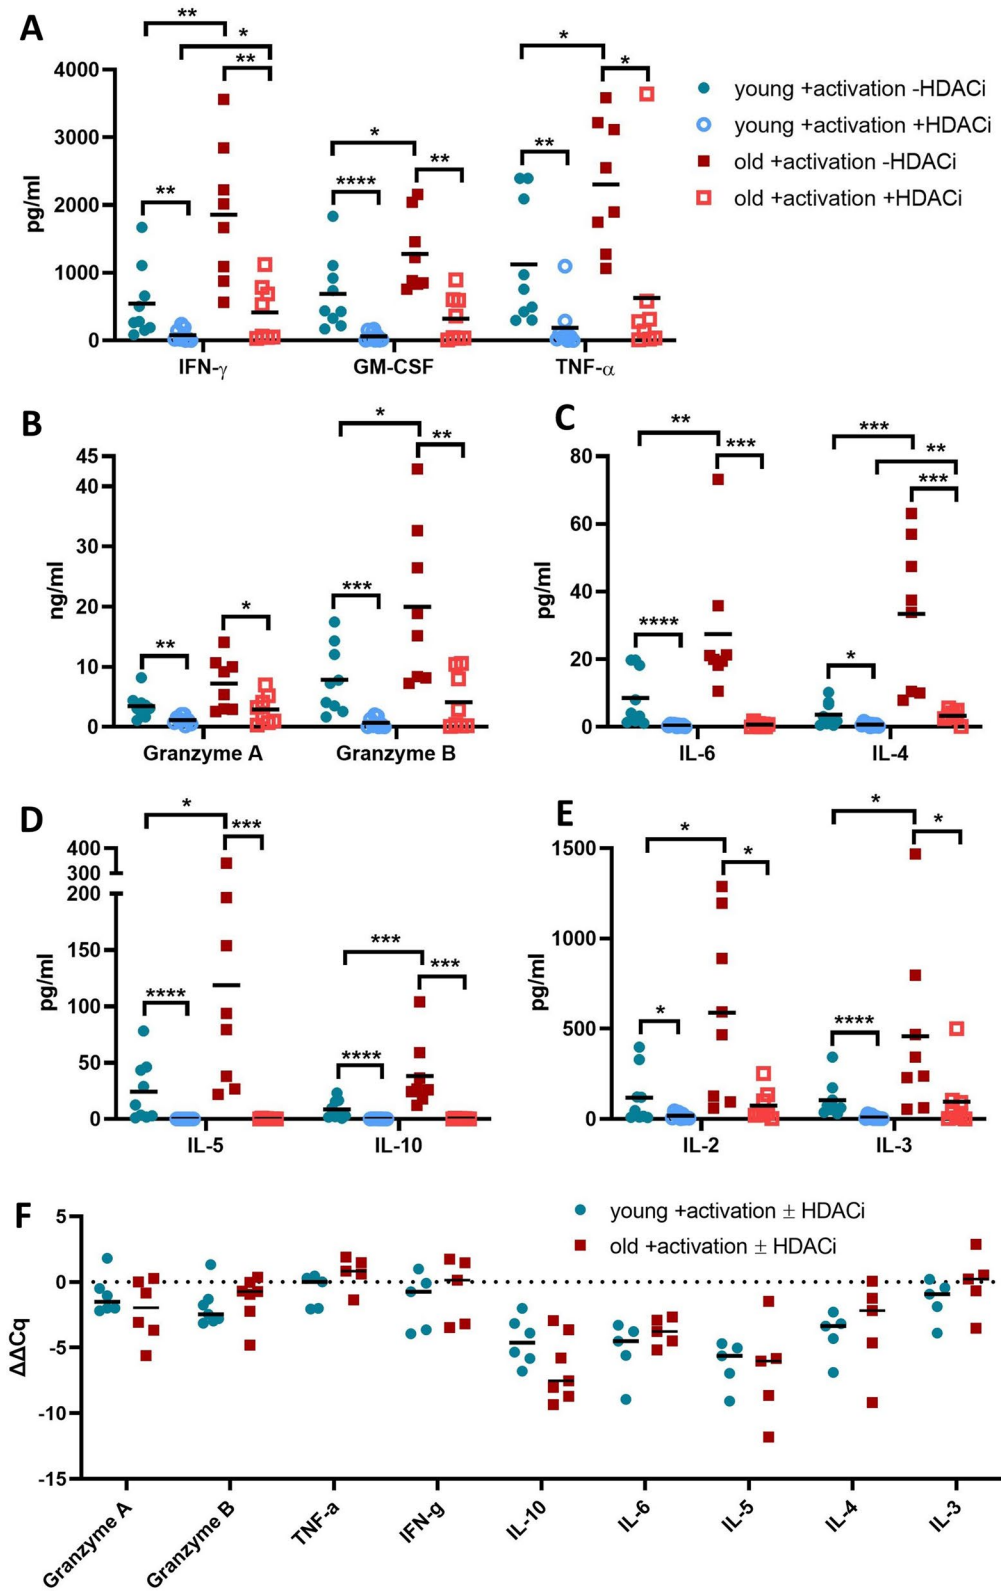 A
** 
*
**
**
*
****
**
*
**
*
4000
3000
2000
1000
0
pg/ml
IFN-γ
GM-CSF
TNF-α
young +activation -HDACi
young +activation +HDACi
old +activation -HDACi
old +activation +HDACi
B
**
*
***
*
**
45
40
30
20
10
0
ng/ml
Granzyme A
Granzyme B
C
**
***
****
***
**
***
*
80
60
40
20
0
pg/ml
IL-6
IL-4
D
*
***
****
***
***
****
400
300
200
150
100
50
0
pg/ml
IL-5
IL-10
E
*
*
*
*
*
****
1500
1000
500
0
pg/ml
IL-2
IL-3
F
young +activation ± HDACi
old +activation ± HDACi
5
0
-5
-10
-15
ΔΔCq
Granzyme A
Granzyme B
TNF-a
IFN-g
IL-10
IL-6
IL-5
IL-4
IL-3